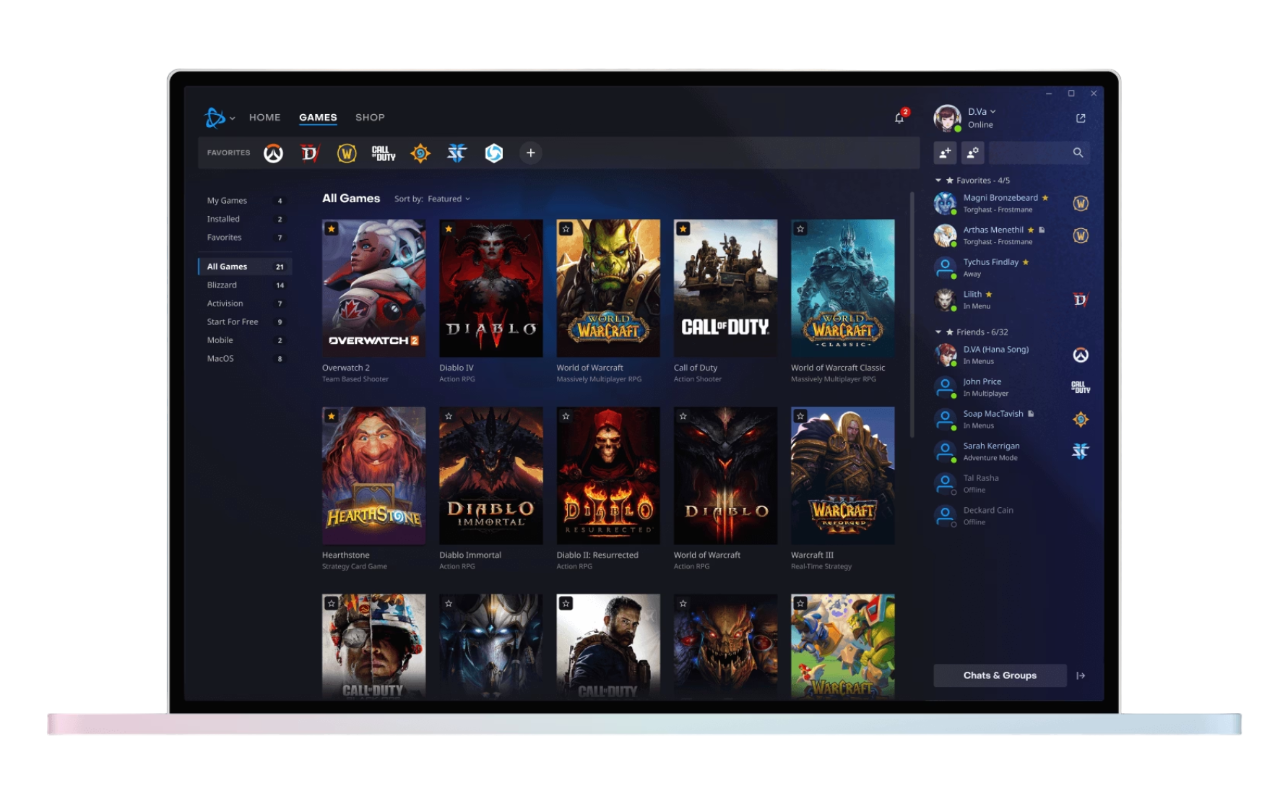 HOME GAMES SHOP
2
D.Va
Online
FAVORITES
CALL OF DUTY
My Games 4
Installed 2
Favorites 7
All Games 21
Blizzard 14
Activision 7
Start For Free 9
Mobile 2
MacOS 8
All Games Sort by: Featured
OVERWATCH 2
DIABLO IV
WORLD OF WARCRAFT
CALL OF DUTY
WORLD OF WARCRAFT
CLASSIC
Overwatch 2
Team Based Shooter
Diablo IV
Action RPG
World of Warcraft
Massively Multiplayer RPG
Call of Duty
Action Shooter
World of Warcraft Classic
Massively Multiplayer RPG
HEARTHSTONE
DIABLO
IMMORTAL
DIABLO II
RESURRECTED
DIABLO III
WARCRAFT III
REFORGED
Hearthstone
Strategy Card Game
Diablo Immortal
Action RPG
Diablo II: Resurrected
Action RPG
World of Warcraft
Action RPG
Warcraft III
Real-Time Strategy
CALL OF DUTY
CALL OF DUTY
WARCRAFT
Favorites - 4/5
Magni Bronzebeard
Torghast - Frostmane
W
Arthas Menethil
Torghast - Frostmane
W
Tychus Findlay
Away
Lilith
In Menu
D
Friends - 6/32
D.VA (Hana Song)
In Menus
John Price
In Multiplayer
CALL OF DUTY
Soap MacTavish
In Menus
Sarah Kerrigan
Adventure Mode
SC
Tal Rasha
Offline
Deckard Cain
Offline
Chats & Groups